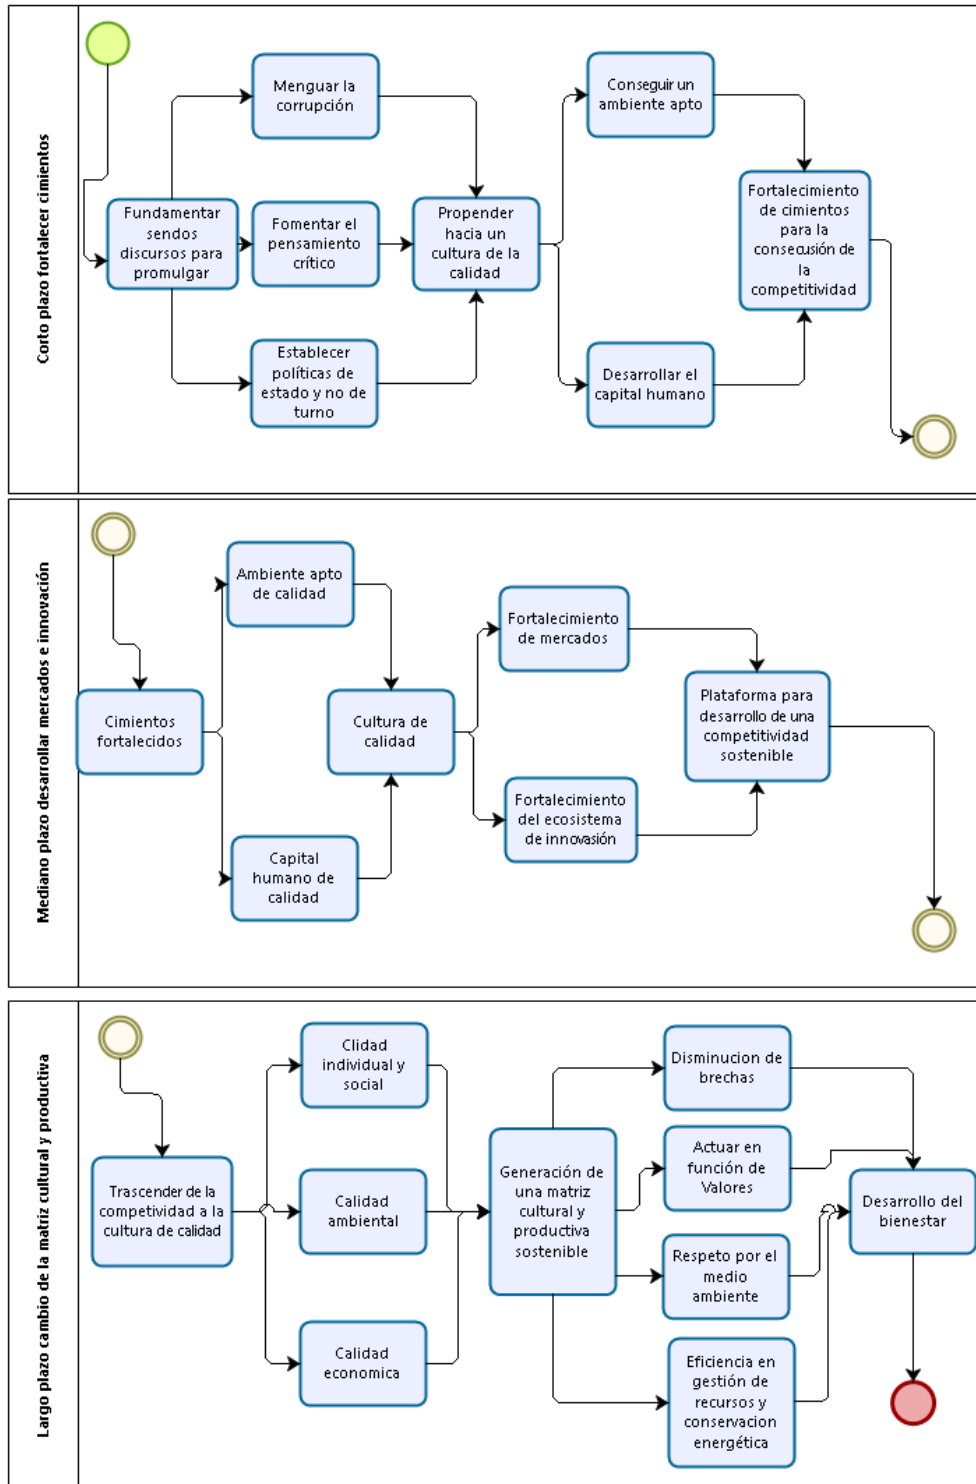 Corto plazo fortalecer cimientos
Menguar la
corrupción
Fundamentar
sendos
discursos para
promulgar
Fomentar el
pensamiento
crítico
Establecer
políticas de
estado y no de
turno
Propender
hacia un
cultura de la
calidad
Conseguir un
ambiente apto
Desarrollar el
capital humano
Fortalecimiento
de cimientos
para la
consecusión de
la
competitividad
Mediano plazo desarrollar mercados e innovación
Cimientos
fortalecidos
Ambiente apto
de calidad
Capital
humano de
calidad
Cultura de
calidad
Fortalecimiento
de mercados
Fortalecimiento
del ecosistema
de innovasión
Plataforma para
desarrollo de una
competitividad
sostenible
Largo plazo cambio de la matriz cultural y productiva
Trascender de la
competividad a la
cultura de calidad
Clidad
individual y
social
Calidad
ambiental
Calidad
economica
Generación de
una matriz
cultural y
productiva
sostenible
Disminucion de
brechas
Actuar en
función de
Valores
Respeto por el
medio
ambiente
Eficiencia en
gestión de
recursos y
conservacion
energética
Desarrollo del
bienestar